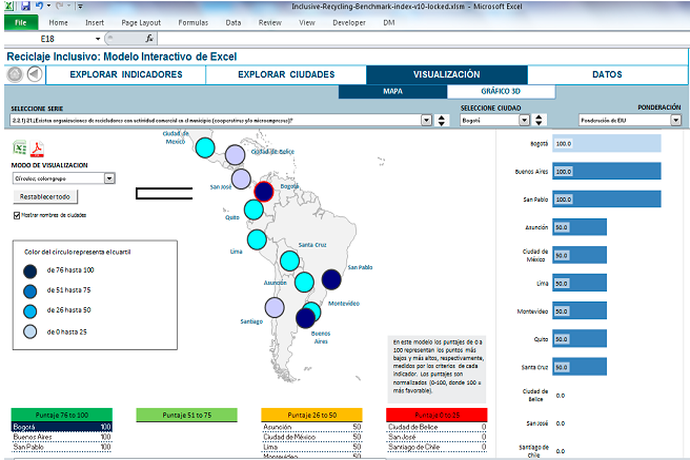 Inclusive-Recycling-Benchmark-index-v10-locked.xlsm - Microsoft Excel
File Home Insert Page Layout Formulas Data Review View Developer DM
E18 fx
Reciclaje Inclusivo: Modelo Interactivo de Excel
EXPLORAR INDICADORES EXPLORAR CIUDADES VISUALIZACIÓN DATOS
MAPA GRÁFICO 3D
SELECCIONE SERIE SELECCIONE CIUDAD PONDERACIÓN
2.2.1) 21 ¿Existen organizaciones de recicladores con actividad comercial en el municipio (cooperativas y/o microempresas)? Bogotá Ponderación de EIU
MODO DE VISUALIZACION
Círculos, color=grupo
Restablecer todo
Mostrar nombres de ciudades
Color del círculo representa el cuartil
de 76 hasta 100
de 51 hasta 75
de 26 hasta 50
de 0 hasta 25
Ciudad de
México
Ciudad de Belice
San José
Bogotá
Quito
Lima
Santa Cruz
San Pablo
Asunción
Montevideo
Santiago
Buenos
Aires
En este modelo los puntajes de 0 a
100 representan los puntos más
bajos y más altos, respectivamente,
medidos por los criterios de cada
indicador. Los puntajes son
normalizados (0-100, donde 100 =
más favorable).
Bogotá 100.0
Buenos Aires 100.0
San Pablo 100.0
Asunción 50.0
Ciudad de
México 50.0
Lima 50.0
Montevideo 50.0
Quito 50.0
Santa Cruz 50.0
Ciudad de
Belice 0.0
San José 0.0
Santiago de
Chile 0.0
Puntaje 76 to 100
Bogotá 100
Buenos Aires 100
San Pablo 100
Puntaje 51 to 75
Puntaje 26 to 50
Asunción 50
Ciudad de México 50
Lima 50
Montevideo 50
Puntaje 0 to 25
Ciudad de Belice 0
San José 0
Santiago de Chile 0